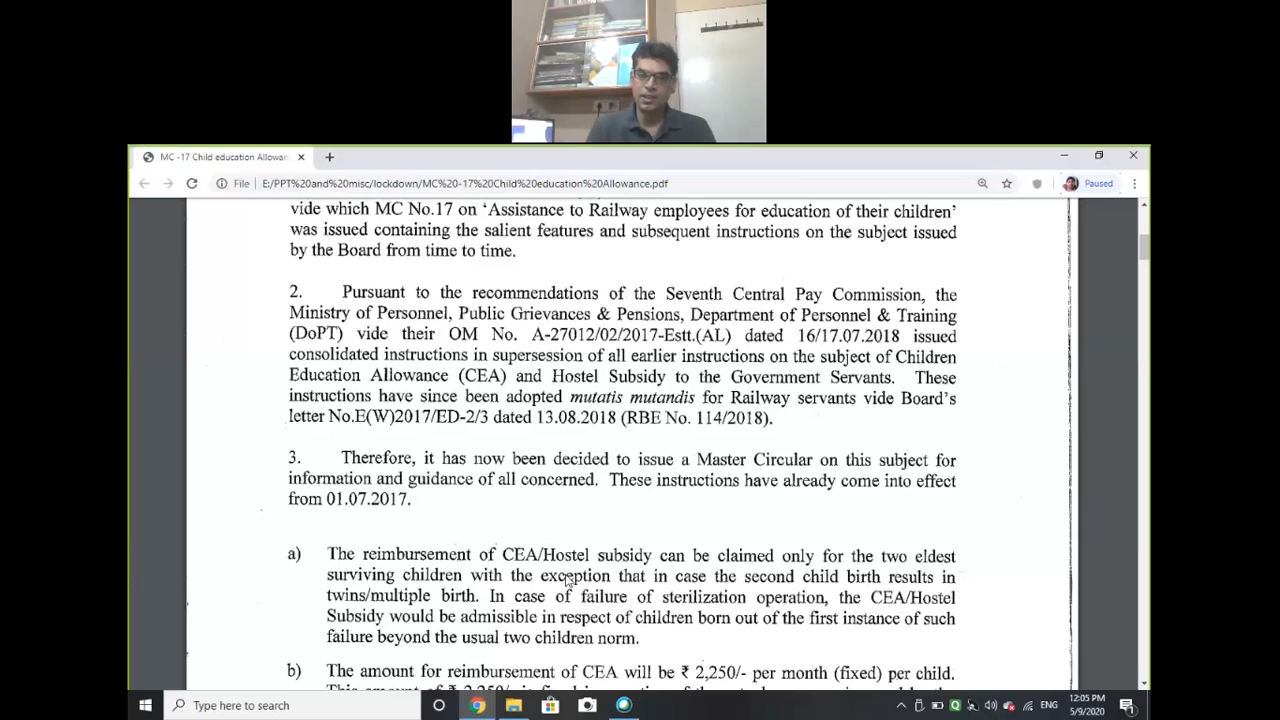 MC -17 Child education Allowan
File E:/PPT%20and%20misc/lockdown/MC%20-17%20Child%20education%20Allowance.pdf
Paused
vide which MC No.17 on ‘Assistance to Railway employees for education of their children’
was issued containing the salient features and subsequent instructions on the subject issued
by the Board from time to time.
2. Pursuant to the recommendations of the Seventh Central Pay Commission, the
Ministry of Personnel, Public Grievances & Pensions, Department of Personnel & Training
(DoPT) vide their OM No. A-27012/02/2017-Estt.(AL) dated 16/17.07.2018 issued
consolidated instructions in supersession of all earlier instructions on the subject of Children
Education Allowance (CEA) and Hostel Subsidy to the Government Servants. These
instructions have since been adopted mutatis mutandis for Railway servants vide Board’s
letter No.E(W)2017/ED-2/3 dated 13.08.2018 (RBE No. 114/2018).
3. Therefore, it has now been decided to issue a Master Circular on this subject for
information and guidance of all concerned. These instructions have already come into effect
from 01.07.2017.
a) The reimbursement of CEA/Hostel subsidy can be claimed only for the two eldest
surviving children with the exception that in case the second child birth results in
twins/multiple birth. In case of failure of sterilization operation, the CEA/Hostel
Subsidy would be admissible in respect of children born out of the first instance of such
failure beyond the usual two children norm.
b) The amount for reimbursement of CEA will be ₹ 2,250/- per month (fixed) per child.
Type here to search
ENG
12:05 PM
5/9/2020
1